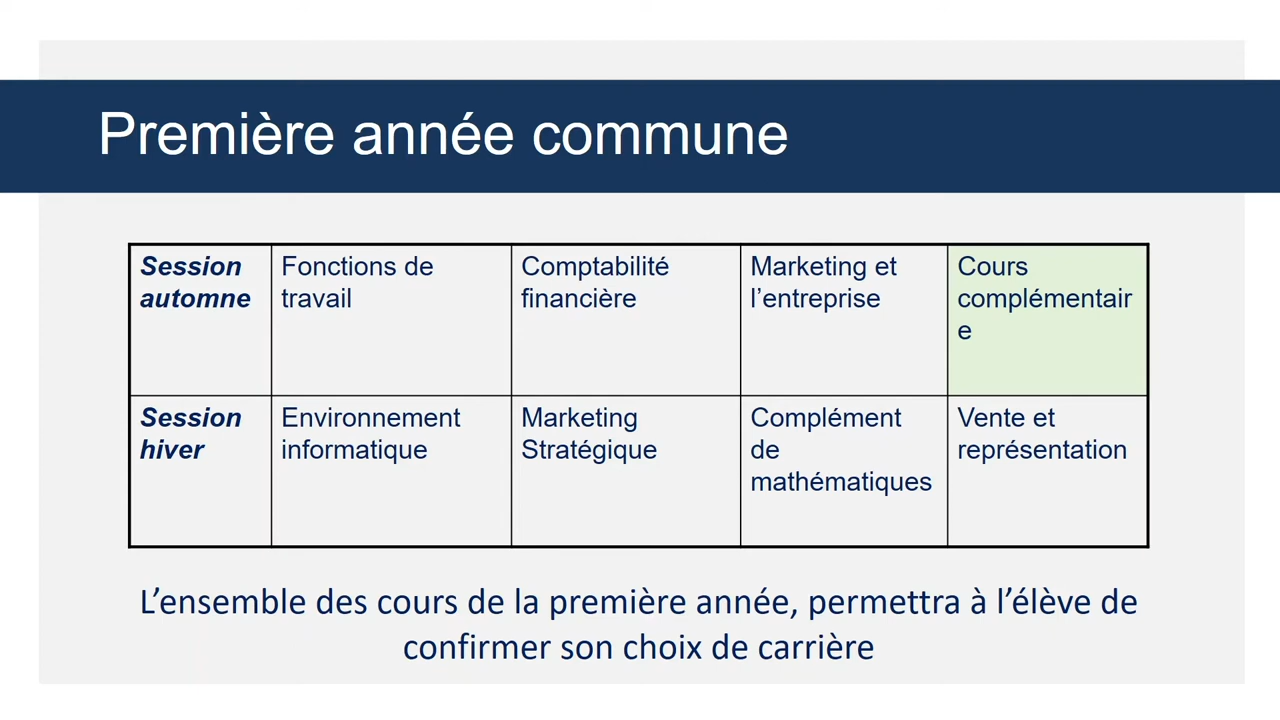 Première année commune
Session
automne
Fonctions de
travail
Comptabilité
financière
Marketing et
l’entreprise
Cours
complémentair
e
Session
hiver
Environnement
informatique
Marketing
Stratégique
Complément
de
mathématiques
Vente et
représentation
L’ensemble des cours de la première année, permettra à l’élève de
confirmer son choix de carrière